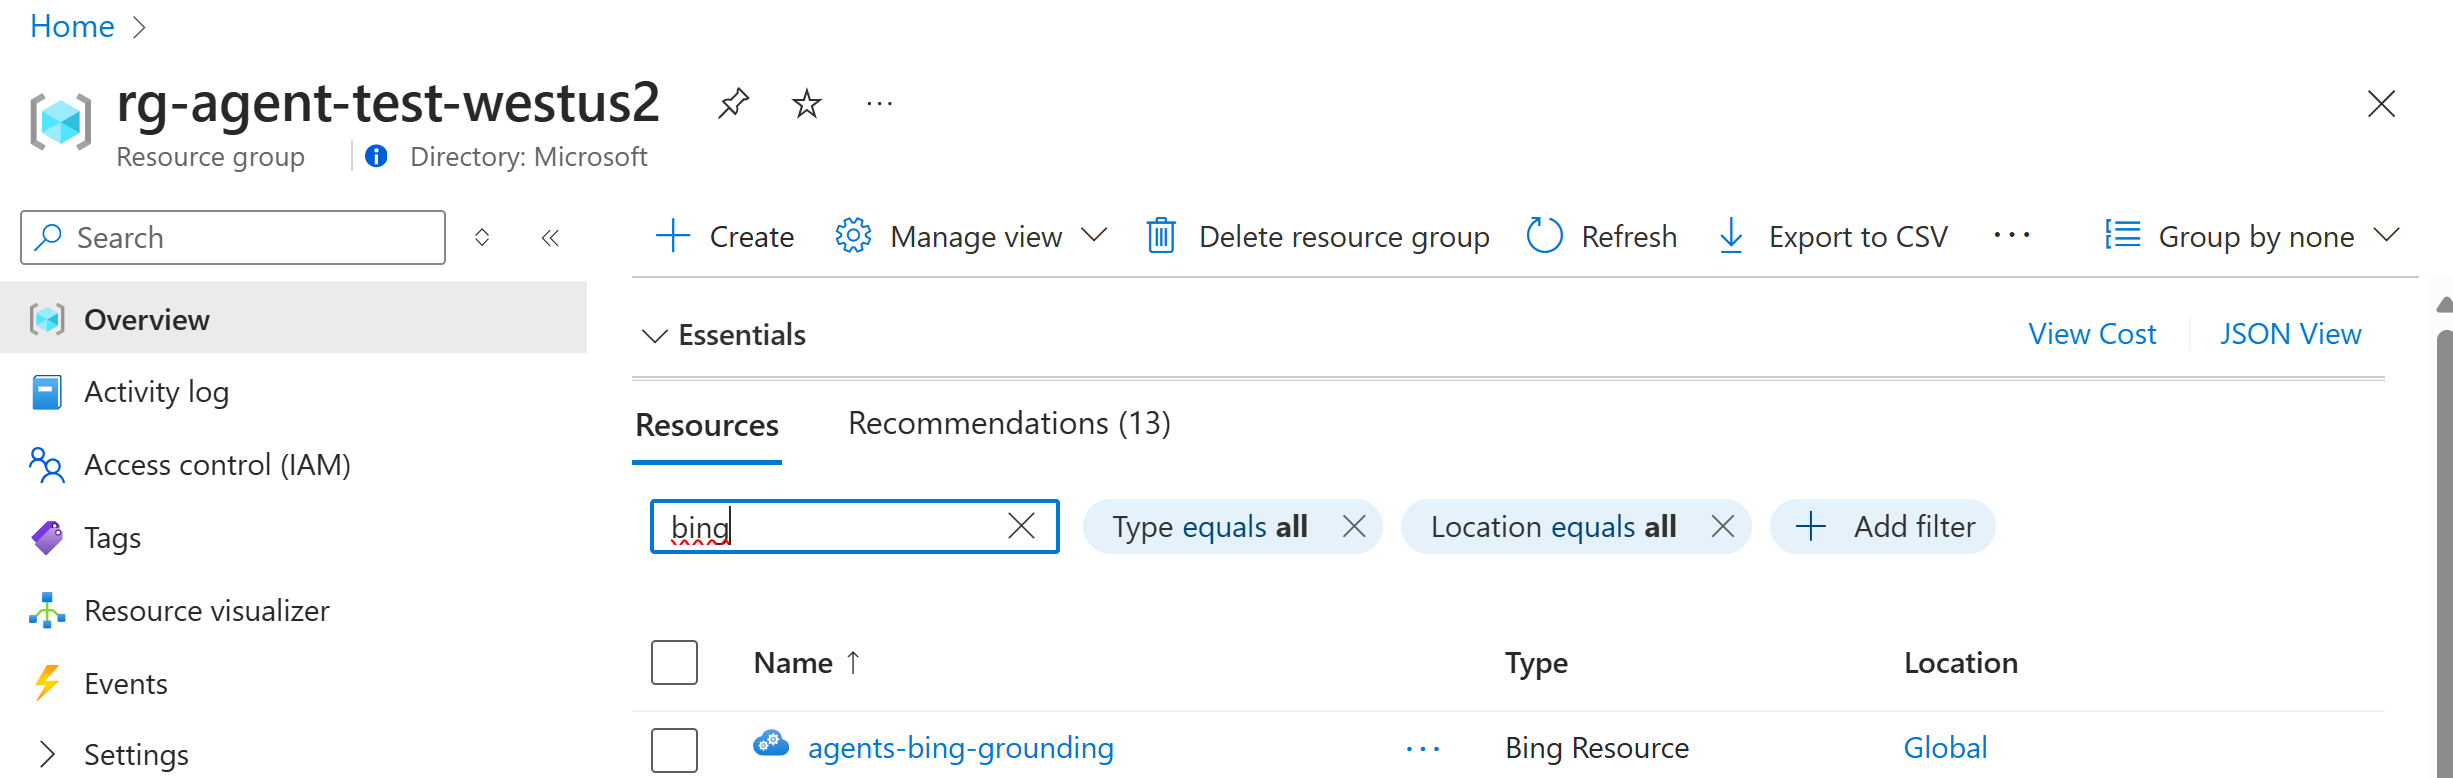 Home
rg-agent-test-westus2
Resource group
Directory: Microsoft
Search
Create
Manage view
Delete resource group
Refresh
Export to CSV
Group by none
Overview
Activity log
Access control (IAM)
Tags
Resource visualizer
Events
Settings
Essentials
View Cost
JSON View
Resources
Recommendations (13)
bing
Type equals all
Location equals all
Add filter
Name ↑
Type
Location
agents-bing-grounding
Bing Resource
Global